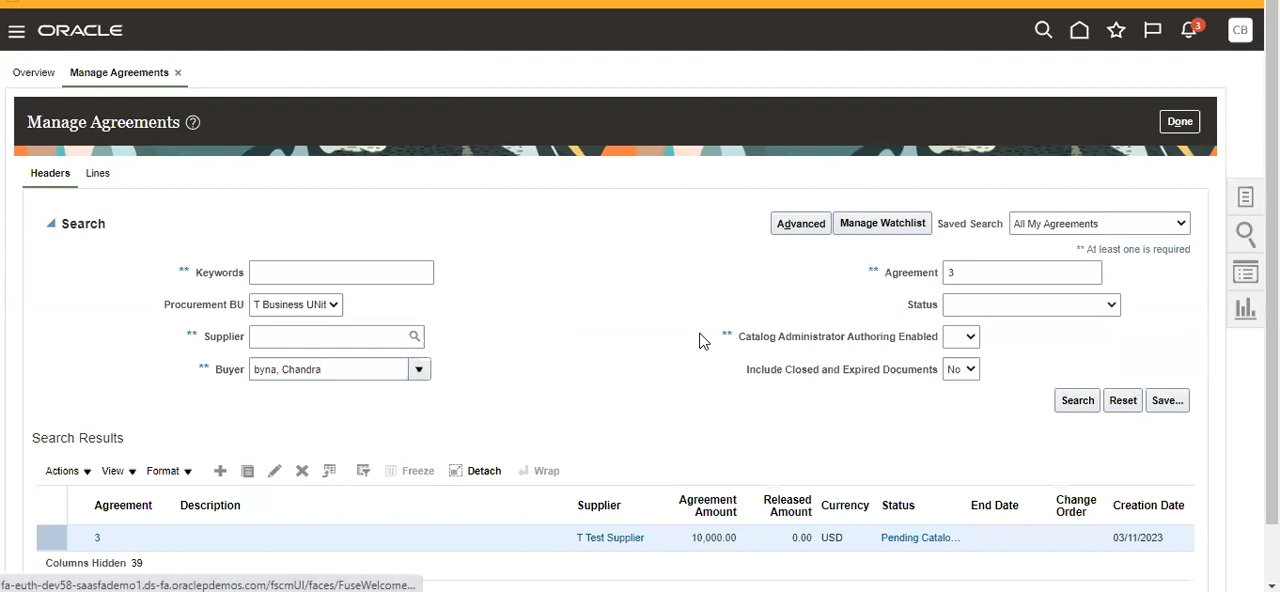 ORACLE 3 CB
Overview Manage Agreements ×
Manage Agreements ? Done
Headers Lines
Search Advanced Manage Watchlist Saved Search All My Agreements
** At least one is required
** Keywords ** Agreement 3
Procurement BU T Business UNit Status
** Supplier ** Catalog Administrator Authoring Enabled
** Buyer byna, Chandra Include Closed and Expired Documents No
Search Reset Save...
Search Results
Actions View Format Freeze Detach Wrap
Agreement Description Supplier Agreement Amount Released Amount Currency Status End Date Change Order Creation Date
3 T Test Supplier 10,000.00 0.00 USD Pending Catalo... 03/11/2023
Columns Hidden 39
fa-euth-dev58-saasfademo1.ds-fa.oraclepdemos.com/fscmUI/faces/FuseWelcome...